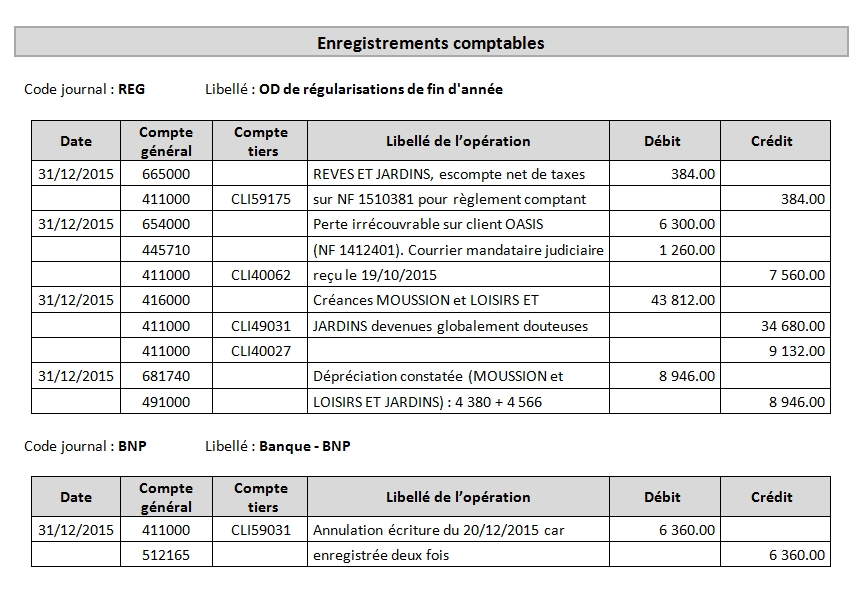 Enregistrements comptables
Code journal : REG Libellé : OD de régularisations de fin d'année
Date Compte général Compte tiers Libellé de l'opération Débit Crédit
31/12/2015 665000 REVES ET JARDINS, escompte net de taxes 384.00
411000 CLI59175 sur NF 1510381 pour règlement comptant 384.00
31/12/2015 654000 Perte irrécouvrable sur client OASIS 6 300.00
445710 (NF 1412401). Courrier mandataire judiciaire 1 260.00
411000 CLI40062 reçu le 19/10/2015 7 560.00
31/12/2015 416000 Créances MOUSSION et LOISIRS ET 43 812.00
411000 CLI49031 JARDINS devenues globalement douteuses 34 680.00
411000 CLI40027 9 132.00
31/12/2015 681740 Dépréciation constatée (MOUSSION et 8 946.00
491000 LOISIRS ET JARDINS) : 4 380 + 4 566 8 946.00
Code journal : BNP Libellé : Banque - BNP
Date Compte général Compte tiers Libellé de l'opération Débit Crédit
31/12/2015 411000 CLI59031 Annulation écriture du 20/12/2015 car 6 360.00
512165 enregistrée deux fois 6 360.00